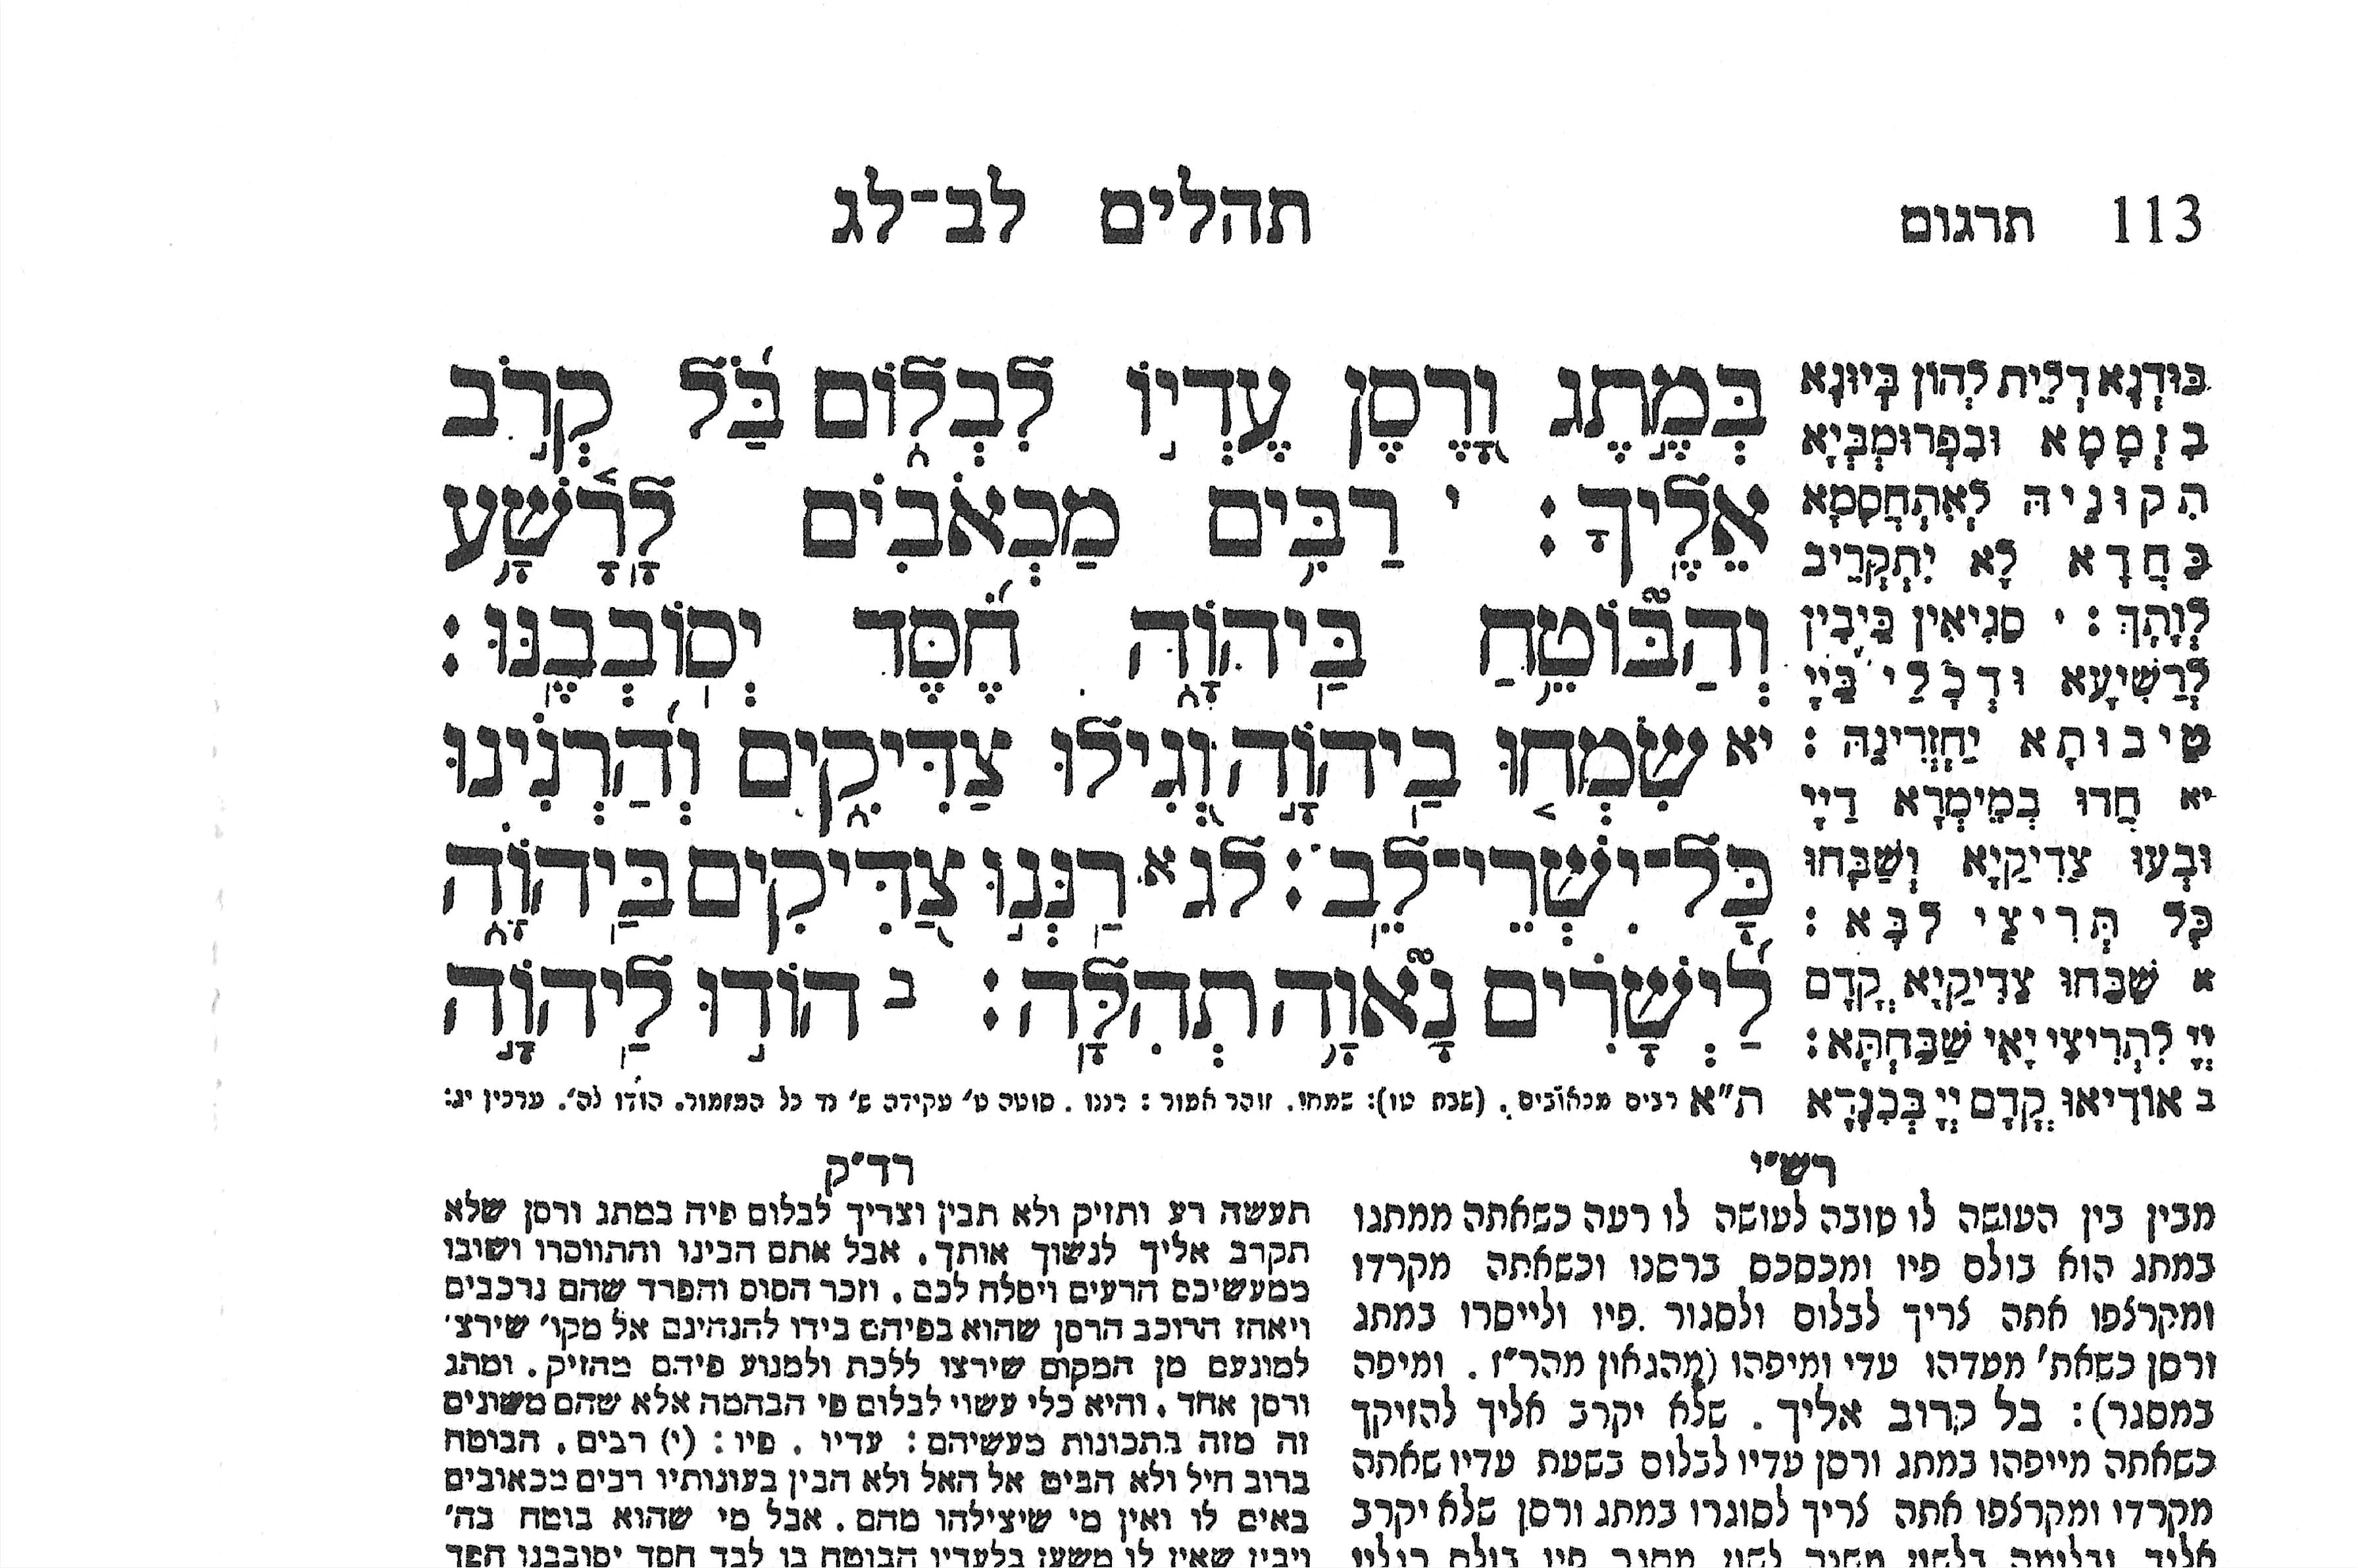 113 תרגום תהלים לב־לג
בְּמֶתֶג וָרֶסֶן עֶדְיוֹ לִבְלוֹם בַּל קְרֹב
אֵלֶיךָ: י רַבִּים מַכְאוֹבִים לָרָשָׁע
וְהַבּוֹטֵחַ בַּיהוָֹה חֶסֶד יְסוֹבְבֶנּוּ:
יא שִׂמְחוּ בַיהוָֹה וְגִילוּ צַדִּיקִים וְהַרְנִינוּ
כָּל־יִשְׁרֵי־לֵב: לג א רַנְּנוּ צַדִּיקִים בַּיהוָֹה
לַיְשָׁרִים נָאוָה תְהִלָּה: ב הוֹדוּ לַיהוָֹה
בּוּדְנָא דְלֵית לְהוֹן בִּיוּנָא
בִזְמָמָא וּבִפְרוּמְבְּיָא
תִּקוּנֵיהּ לְאִתְחֲסָמָא
בַּחֲדָא לָא יִתְקְרֵיב
לְוָתָךְ: י סַגִיאִין כֵּיבִין
לְרַשִׁיעָא וּדְכָלַי בַּייָ
טִיבוּתָא יַחְזְרִינֵהּ:
יא חֲדוּ בְּמֵימְרָא דַייָ
וּבְעוּ צַדִיקַיָא וְשַׁבָּחוּ
כָּל תְּרִיצֵי לִבָּא:
א שַׁבַּחוּ צַדִיקַיָא קֳדָם
יְיָ לִתְרִיצֵי יָאֵי שַׁבַּחְתָּא:
ב אוֹדִיאוּ קֳדָם יְיָ בְּכִנָרָא
ת״א רבים מכאובים. (שבת טו): שמחו. זוהר אמור: רננו. סוטה ט׳ עקידה ש׳ מד כל המזמור. הודו לה׳. ערכין יג:
רש״י
מבין בין העושה לו טובה לעושה לו רעה כשאתה ממתגו
במתג הוא בולם פיו ומכסכם ברסנו וכשאתה מקרדו
ומקרצפו אתה צריך לבלום ולסגור פיו ולייסרו במתג
ורסן כשאת׳ מעדהו עדי ומיפהו (מהגאון מהר״ז. ומיפה
במסגר): בל קרוב אליך. שלא יקרב אליך להזיקך
כשאתה מייפהו במתג ורסן עדיו לבלום בשעת עדיו שאתה
מקרדו ומקרצפו אתה צריך לסוגרו במתג ורסן שלא יקרב
רד״ק
תעשה רע ותזיק ולא תבין וצריך לבלום פיה במתג ורסן שלא
תקרב אליך לנשוך אותך. אבל אתם הבינו והתווסרו ושובו
ממעשיכם הרעים ויסלח לכם. וזכר הסוס והפרד שהם נרכבים
ויאחז הרוכב הרסן שהוא בפיהם בידו להנהיגם אל מקו׳ שירצ׳
למונעם מן המקום שירצו ללכת ולמנוע פיהם מהזיק. ומתג
ורסן אחד. והיא כלי עשוי לבלום פי הבהמה אלא שהם משונים
זה מזה בתכונות מעשיהם: עדיו. פיו: (י) רבים. הבוטח
ברוב חיל ולא הביט אל האל ולא הבין בעונותיו רבים מכאובים
באים לו ואין מי שיצילהו מהם. אבל מי שהוא בוטח בה׳